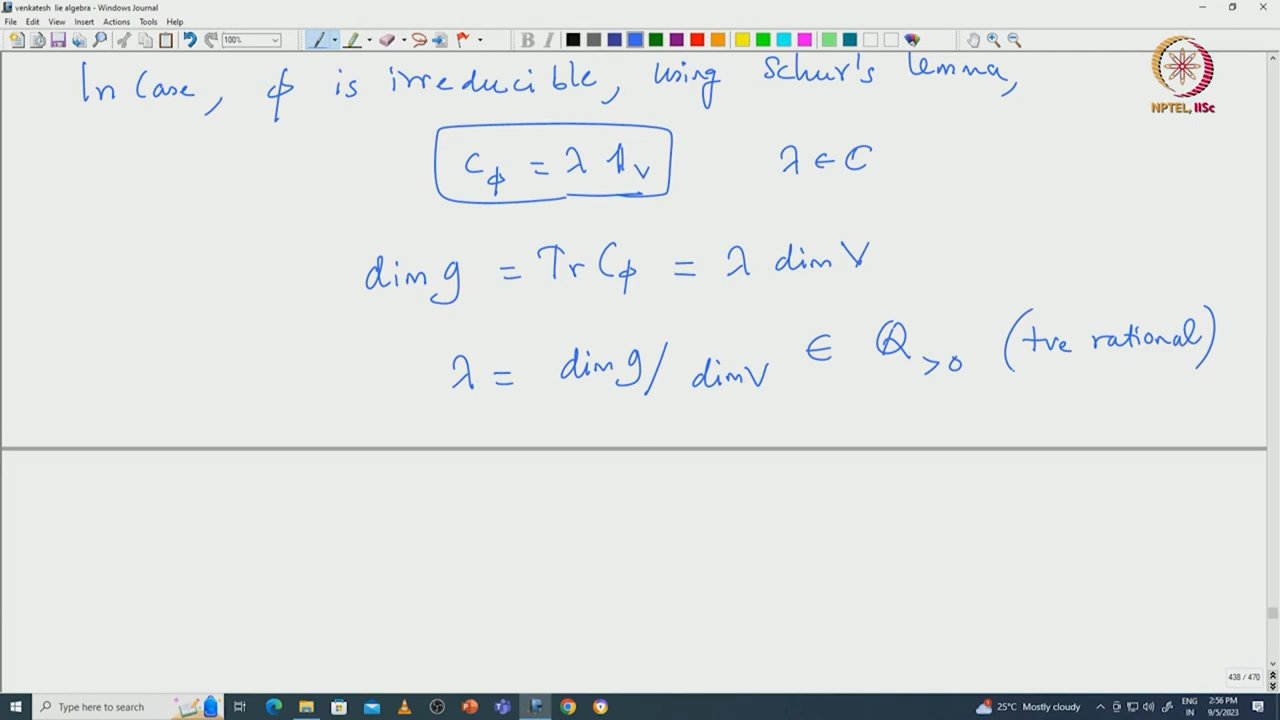 venkatesh lie algebra - Windows Journal
File Edit View Insert Actions Tools Help
100%
B I
NPTEL, IISc
In Case, φ is irreducible, using Schur's lemma,
C_φ = λ 1_V λ ∈ ℂ
dim g = Tr C_φ = λ dim V
λ = dim g / dim V ∈ ℚ_>0 (+ve rational)
438 / 470
Type here to search
25°C Mostly cloudy
ENG
IN
2:56 PM
9/5/2023